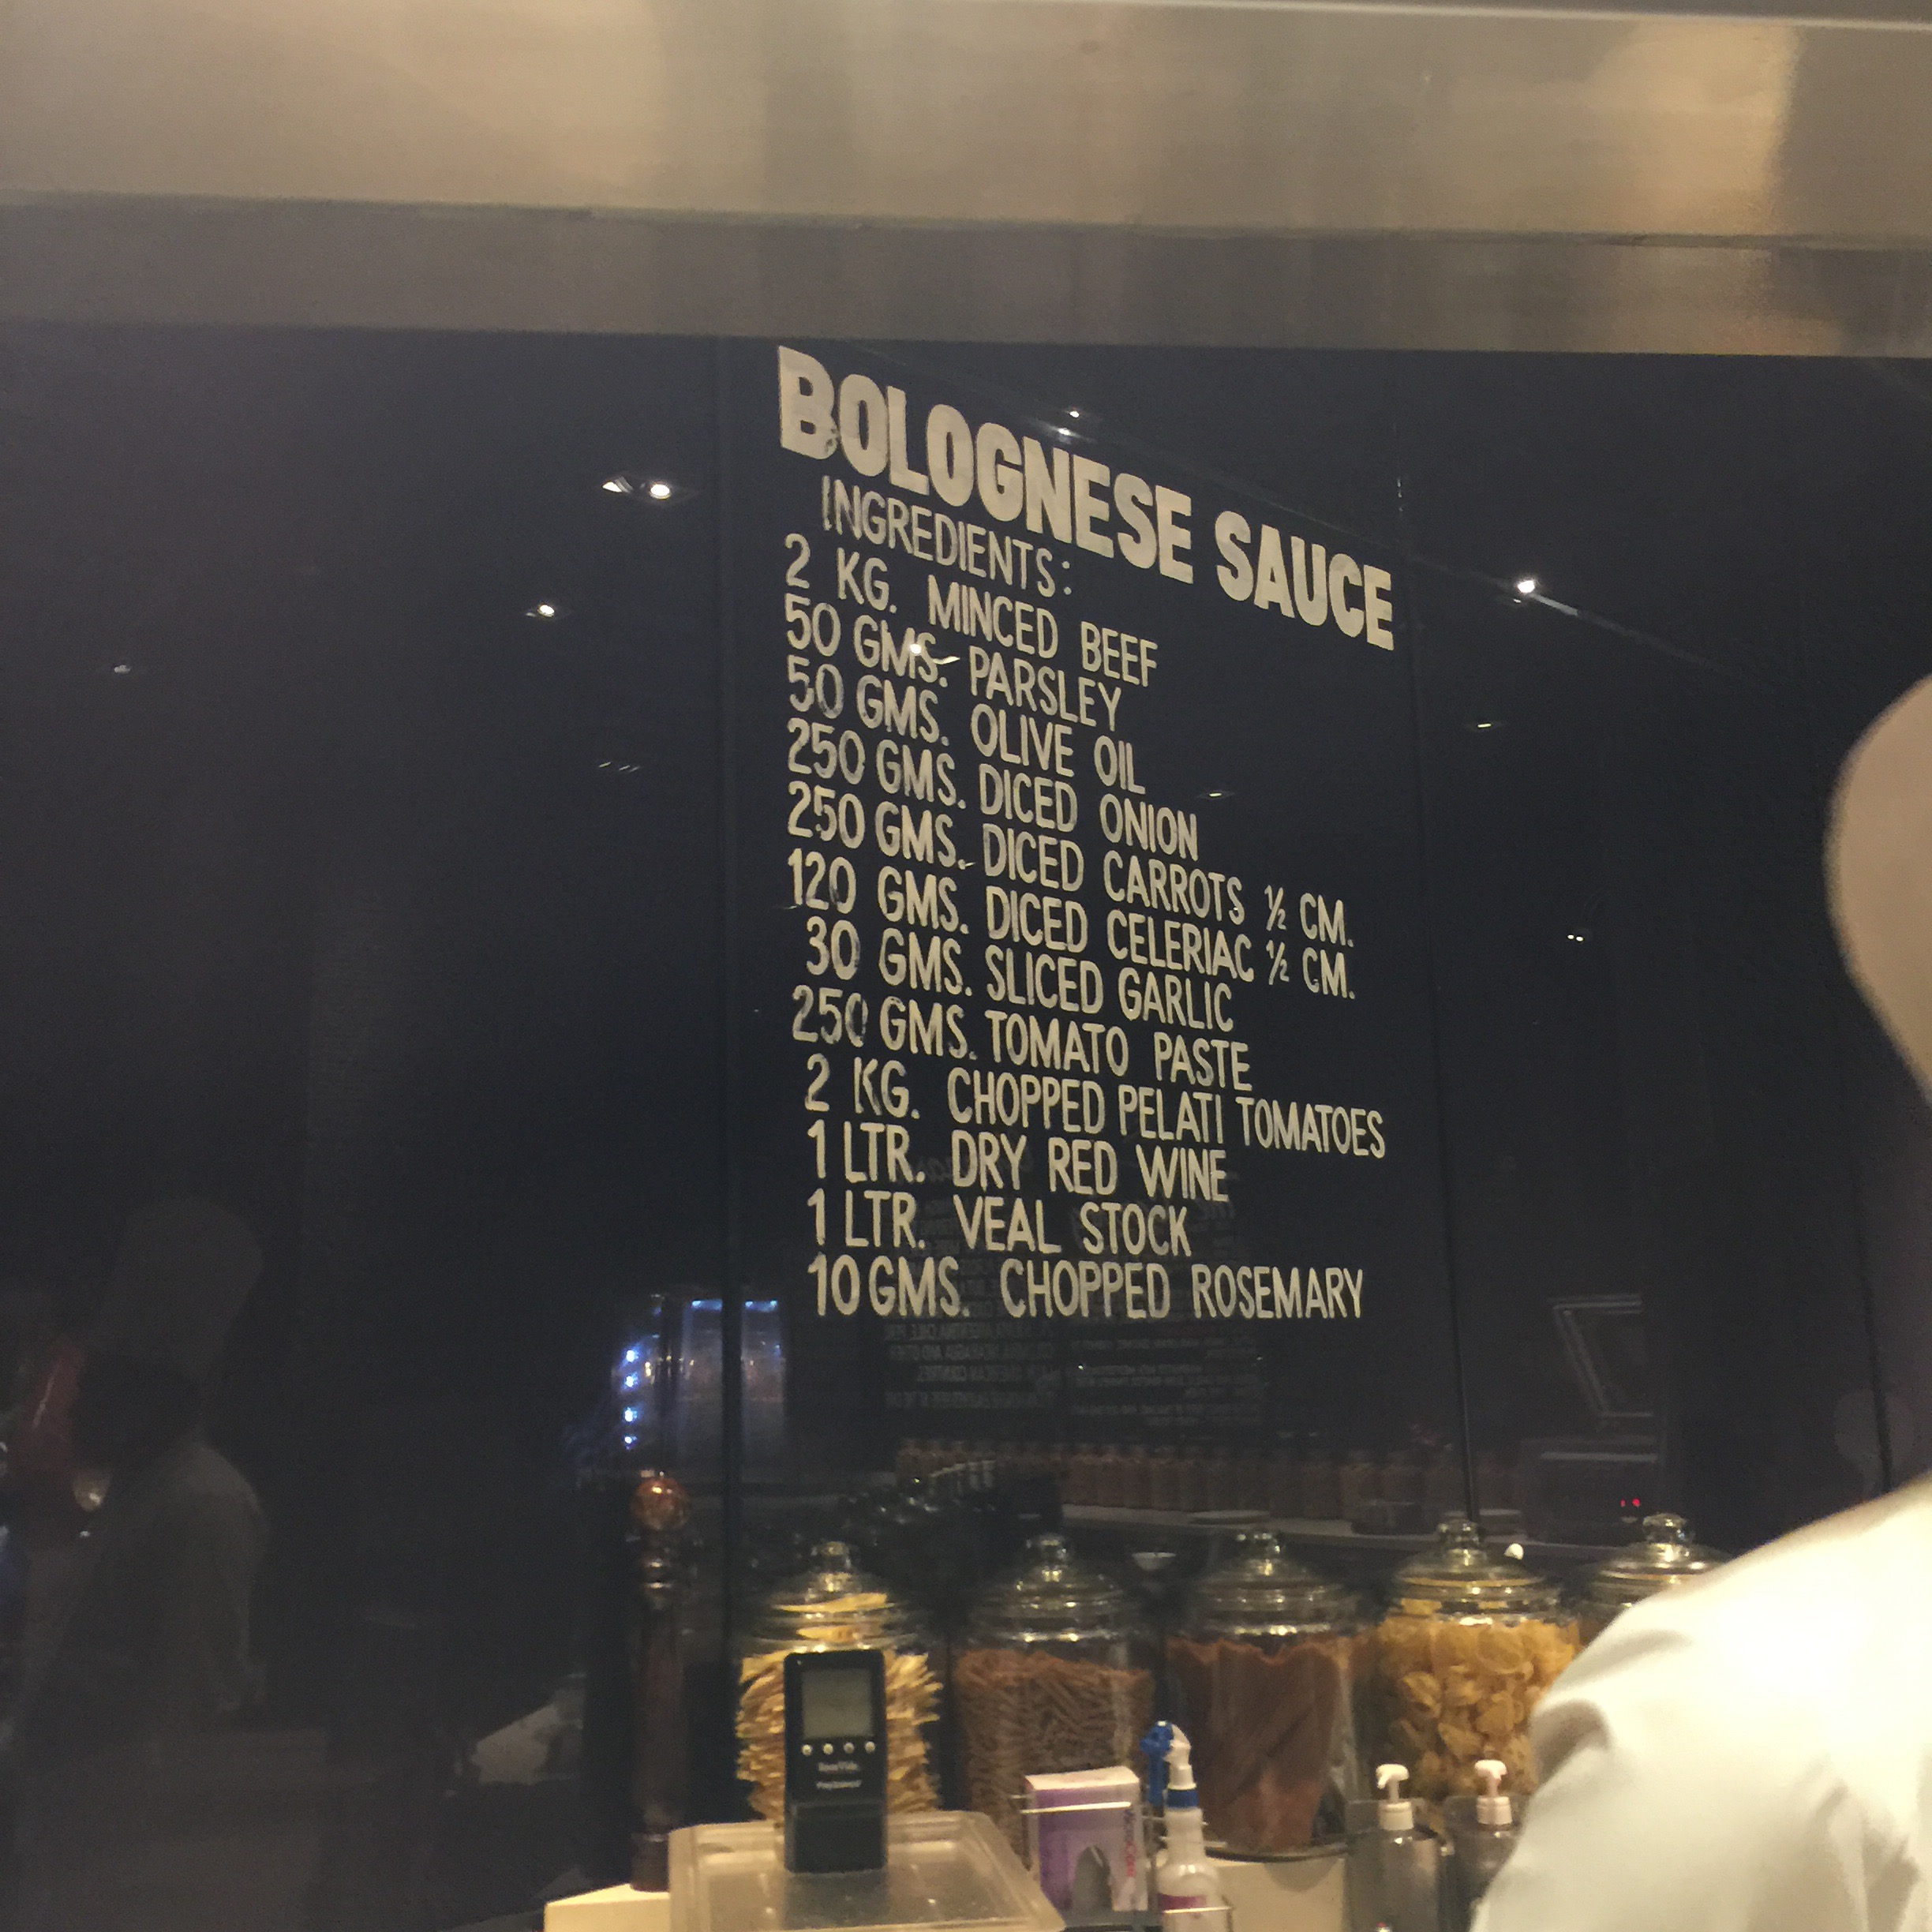 BOLOGNESE SAUCE
INGREDIENTS:
2 KG. MINCED BEEF
50 GMS. PARSLEY
50 GMS. OLIVE OIL
250 GMS. DICED ONION
250 GMS. DICED CARROTS ½ CM.
120 GMS. DICED CELERIAC ½ CM.
30 GMS. SLICED GARLIC
250 GMS. TOMATO PASTE
2 KG. CHOPPED PELATI TOMATOES
1 LTR. DRY RED WINE
1 LTR. VEAL STOCK
10 GMS. CHOPPED ROSEMARY